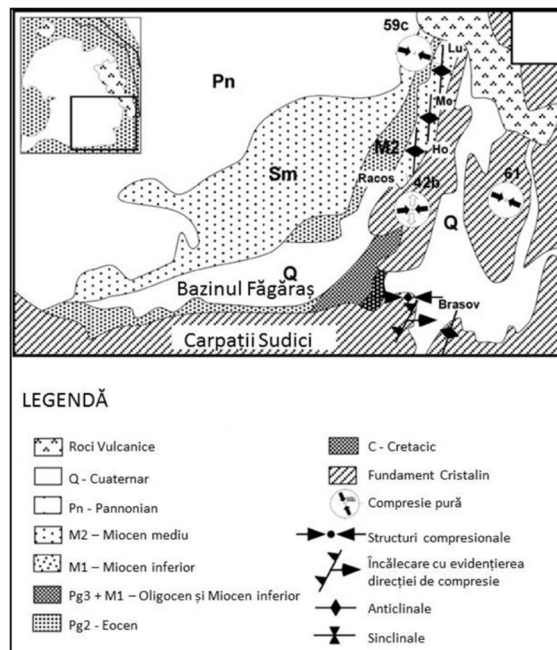 59c
Lu
Pn
Me
M2
Ho
Sm
Racos
42b
61
Q
Q
Bazinul Făgăraș
Brasov
Carpații Sudici
LEGENDĂ
Roci Vulcanice
Q - Cuaternar
Pn - Pannonian
M2 – Miocen mediu
M1 – Miocen inferior
Pg3 + M1 – Oligocen și Miocen inferior
Pg2 - Eocen
C - Cretacic
Fundament Cristalin
Compresie pură
Structuri compresionale
Încălecare cu evidențierea
direcției de compresie
Anticlinale
Sinclinale